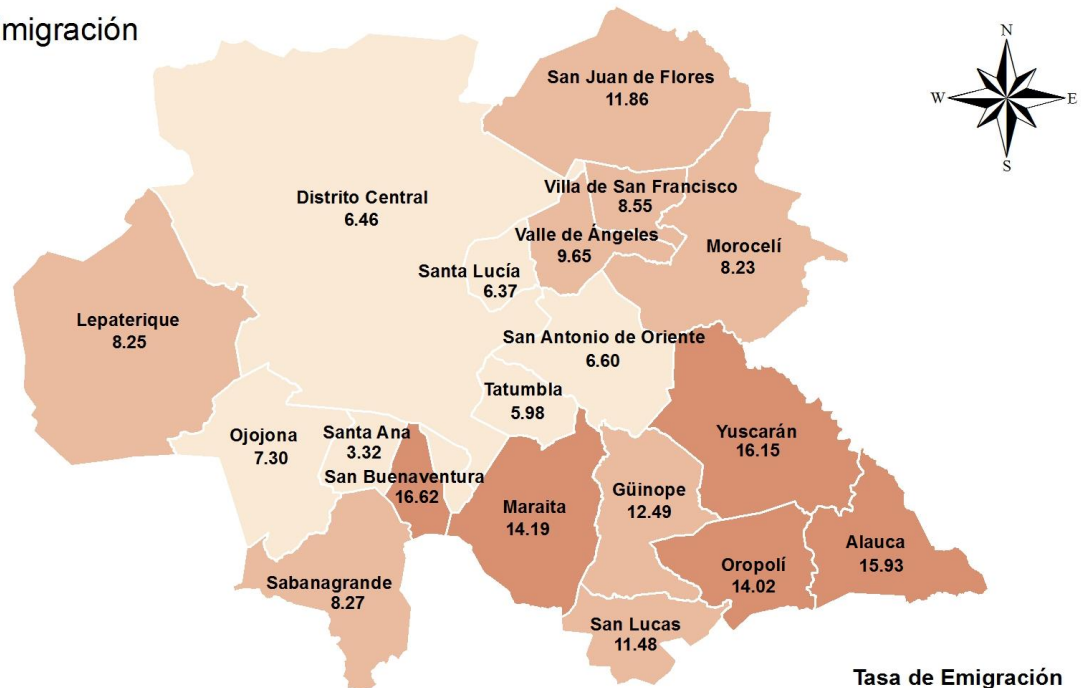 migración
N
W
E
S
San Juan de Flores
11.86
Villa de San Francisco
8.55
Distrito Central
6.46
Valle de Ángeles
9.65
Morocelí
8.23
Santa Lucía
6.37
Lepaterique
8.25
San Antonio de Oriente
6.60
Tatumbla
5.98
Ojojona
7.30
Santa Ana
3.32
Yuscarán
16.15
San Buenaventura
16.62
Güinope
12.49
Maraita
14.19
Alauca
15.93
Oropolí
14.02
Sabanagrande
8.27
San Lucas
11.48
Tasa de Emigración